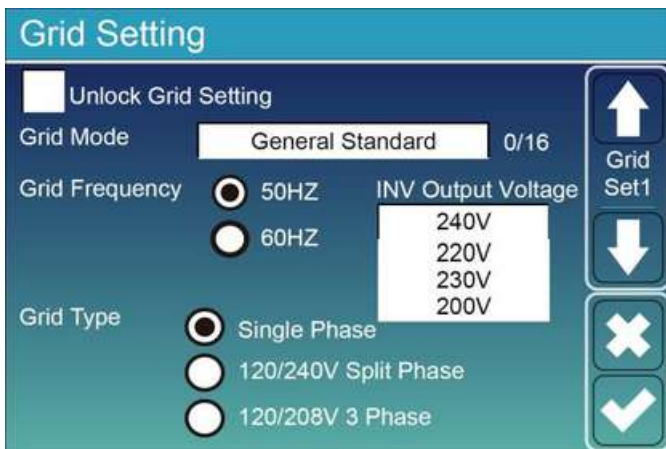 Grid Setting
Unlock Grid Setting
Grid Mode General Standard 0/16
Grid Set1
Grid Frequency 50HZ INV Output Voltage
60HZ
240V
220V
230V
200V
Grid Type
Single Phase
120/240V Split Phase
120/208V 3 Phase